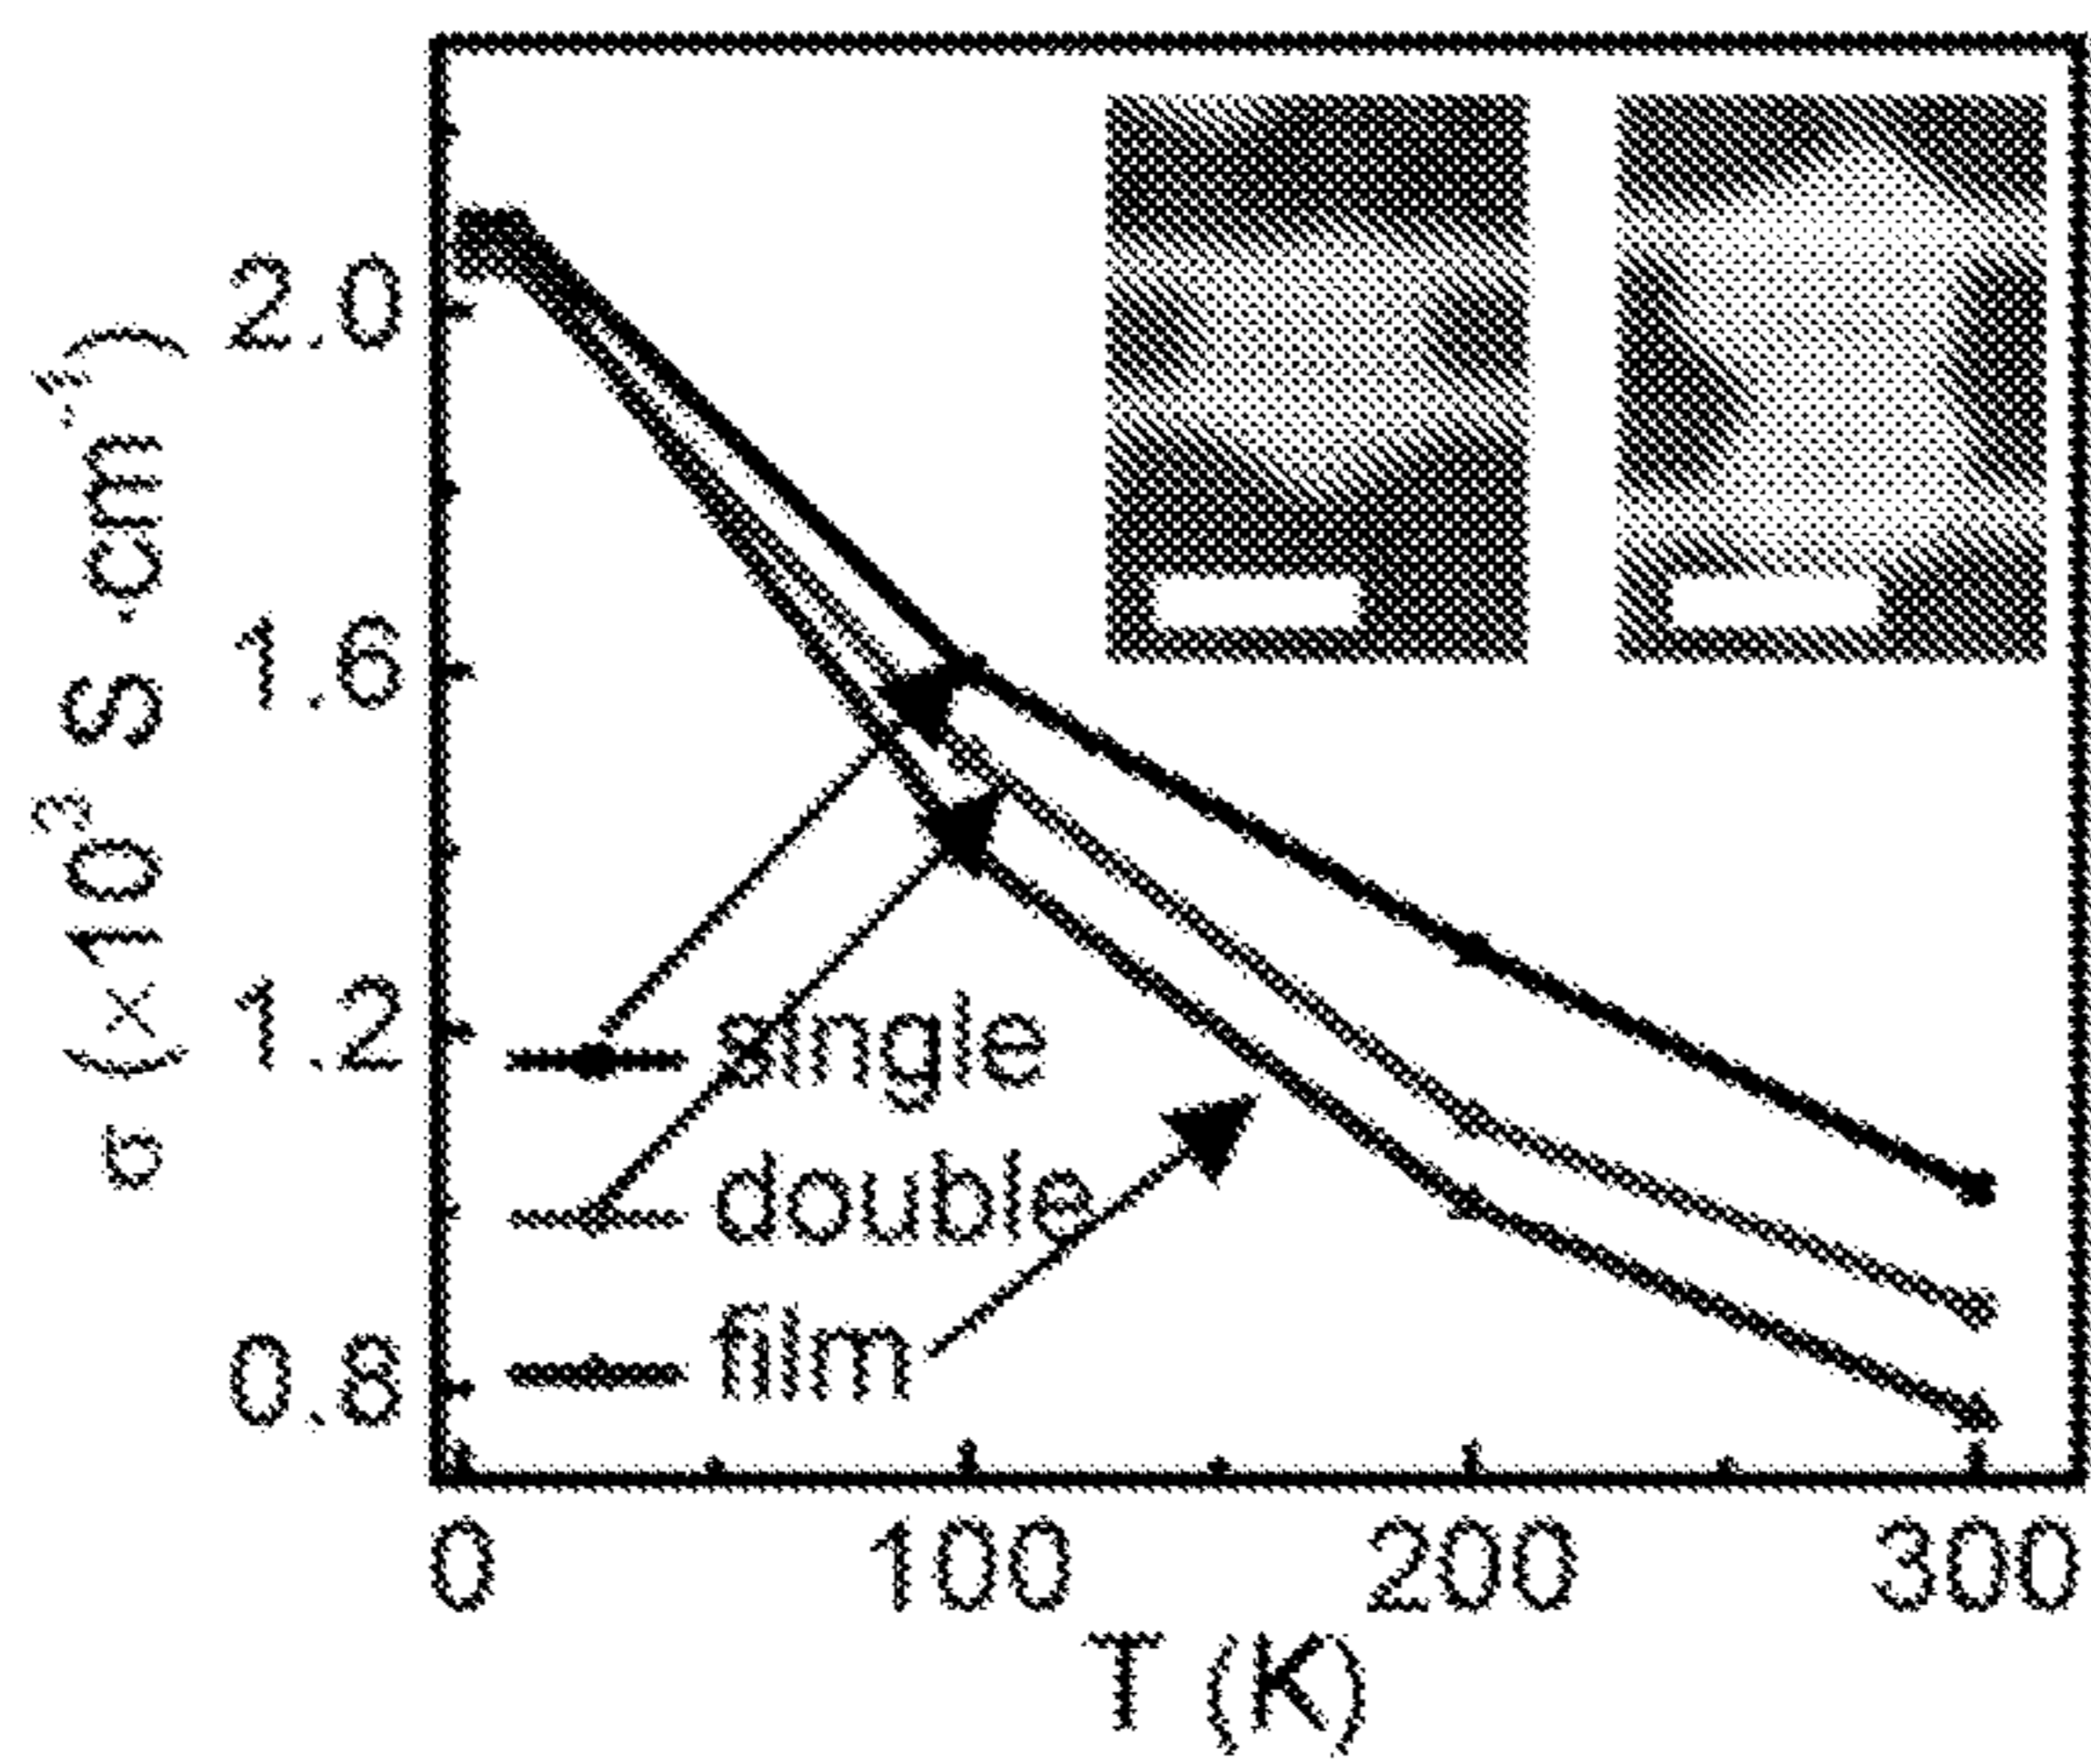 σ (×10³ S·cm⁻¹)
2.0
1.6
1.2
0.8
single
double
film
0 100 200 300
T (K)